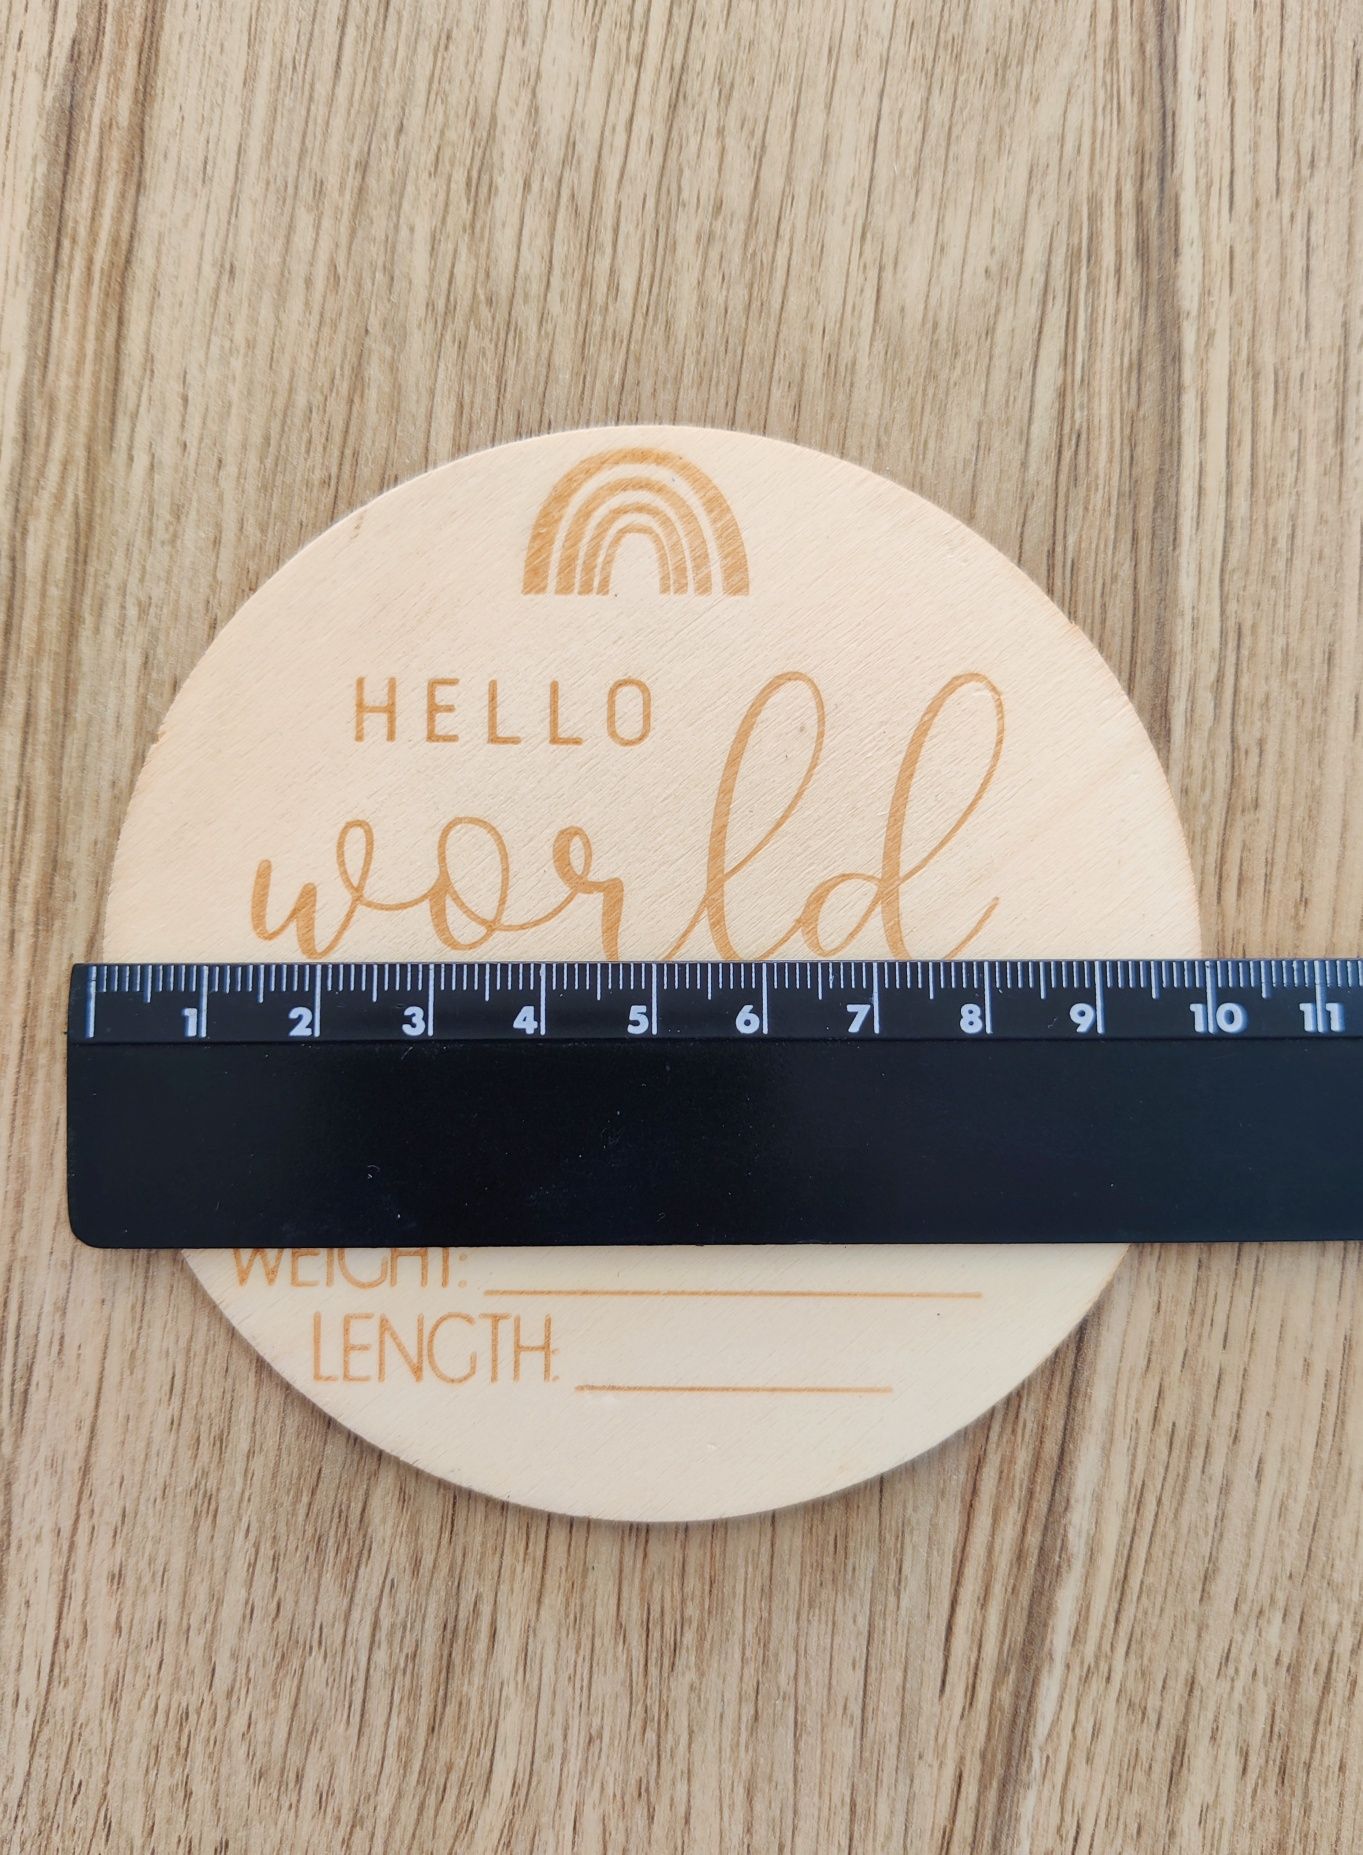 HELLO
world
1 2 3 4 5 6 7 8 9 10 11
WEIGHT:
LENGTH: